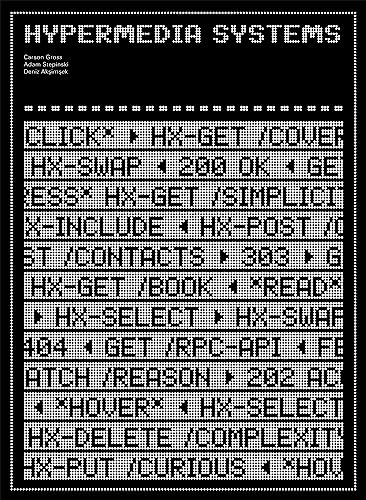 HYPERMEDIA SYSTEMS
Carson Gross
Adam Stepinski
Deniz Akşimşek
CLICK* ▶ HX-GET /COVER
HX-SWAP ◀ 200 OK ◀ GE
RESS* HX-GET /SIMPLICI
X-INCLUDE ◀ HX-POST /C
ST /CONTACTS ▶ 303 ▶ G
HX-GET /BOOK ◀ *READ*
▶ HX-SELECT ▶ HX-SWAP
404 ◀ GET /RPC-API ◀ FE
ATCH /REASON ▶ 202 AC
◀ *HOVER* ◀ HX-SELECT
HX-DELETE /COMPLEXITY
HX-PUT /CURIOUS ◀ *HOV